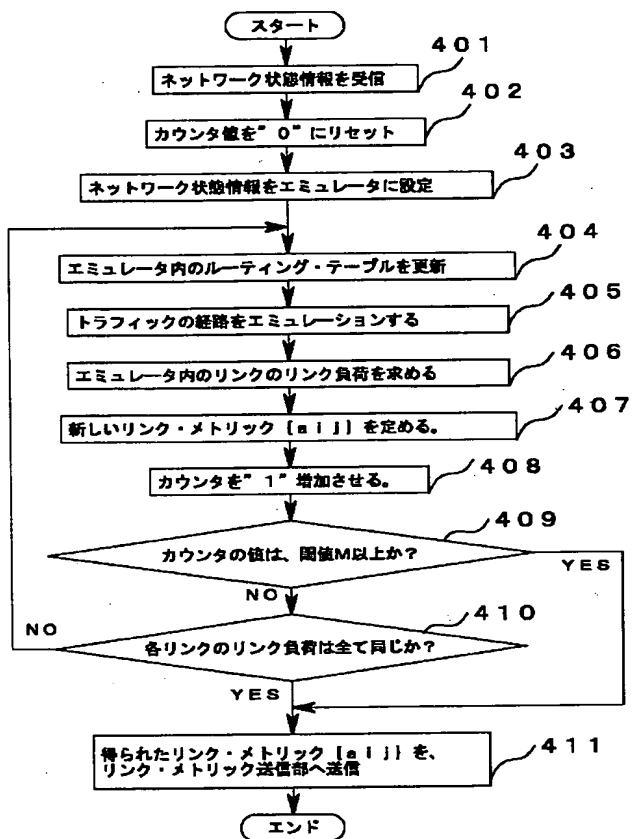 スタート
401
ネットワーク状態情報を受信
402
カウンタ値を"0"にリセット
403
ネットワーク状態情報をエミュレータに設定
404
エミュレータ内のルーティング・テーブルを更新
405
トラフィックの経路をエミュレーションする
406
エミュレータ内のリンクのリンク負荷を求める
407
新しいリンク・メトリック{aij}を定める。
408
カウンタを"1"増加させる。
409
カウンタの値は、閾値M以上か?
YES
NO
410
各リンクのリンク負荷は全て同じか?
NO
YES
411
得られたリンク・メトリック{aij}を、
リンク・メトリック送信部へ送信
エンド